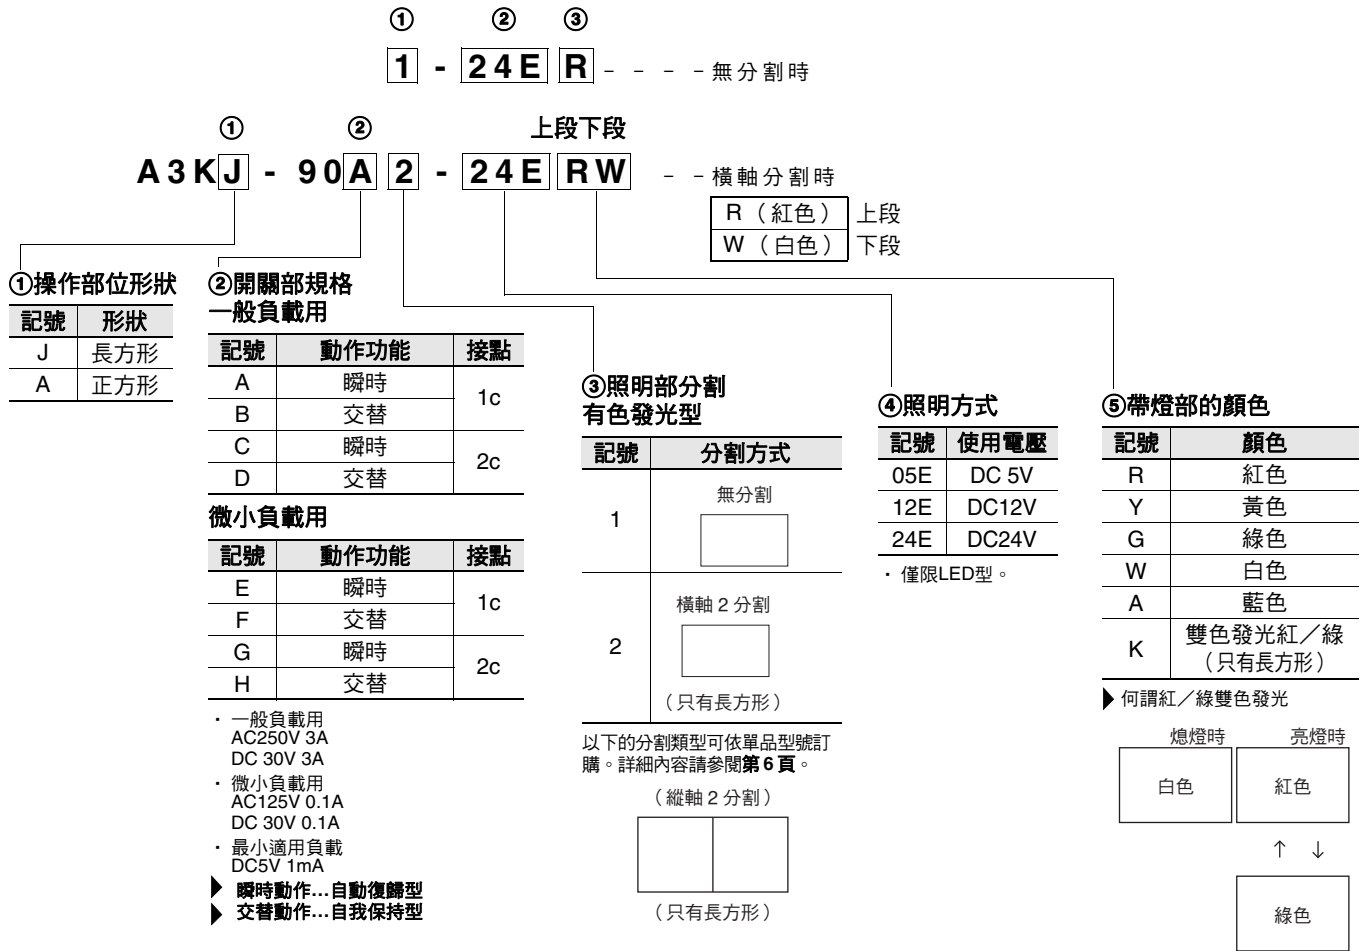 ① ② ③
1 - 24E R - - - - 無分割時
① ② 上段下段
A3KJ - 90A 2 - 24E RW - - 橫軸分割時
R（紅色） 上段
W（白色） 下段
①操作部位形狀
記號 形狀
J 長方形
A 正方形
②開關部規格
一般負載用
記號 動作功能 接點
A 瞬時 1c
B 交替
C 瞬時 2c
D 交替
微小負載用
記號 動作功能 接點
E 瞬時 1c
F 交替
G 瞬時 2c
H 交替
・一般負載用
AC250V 3A
DC 30V 3A
・微小負載用
AC125V 0.1A
DC 30V 0.1A
・最小適用負載
DC5V 1mA
瞬時動作...自動復歸型
交替動作...自我保持型
③照明部分割
有色發光型
記號 分割方式
1 無分割
2 橫軸２分割
（只有長方形）
以下的分割類型可依單品型號訂
購。詳細內容請參閱第 6 頁。
（縱軸２分割）
（只有長方形）
④照明方式
記號 使用電壓
05E DC 5V
12E DC12V
24E DC24V
・僅限LED型。
⑤帶燈部的顏色
記號 顏色
R 紅色
Y 黃色
G 綠色
W 白色
A 藍色
K 雙色發光紅／綠
（只有長方形）
何謂紅／綠雙色發光
熄燈時 亮燈時
白色 紅色
↑ ↓
綠色